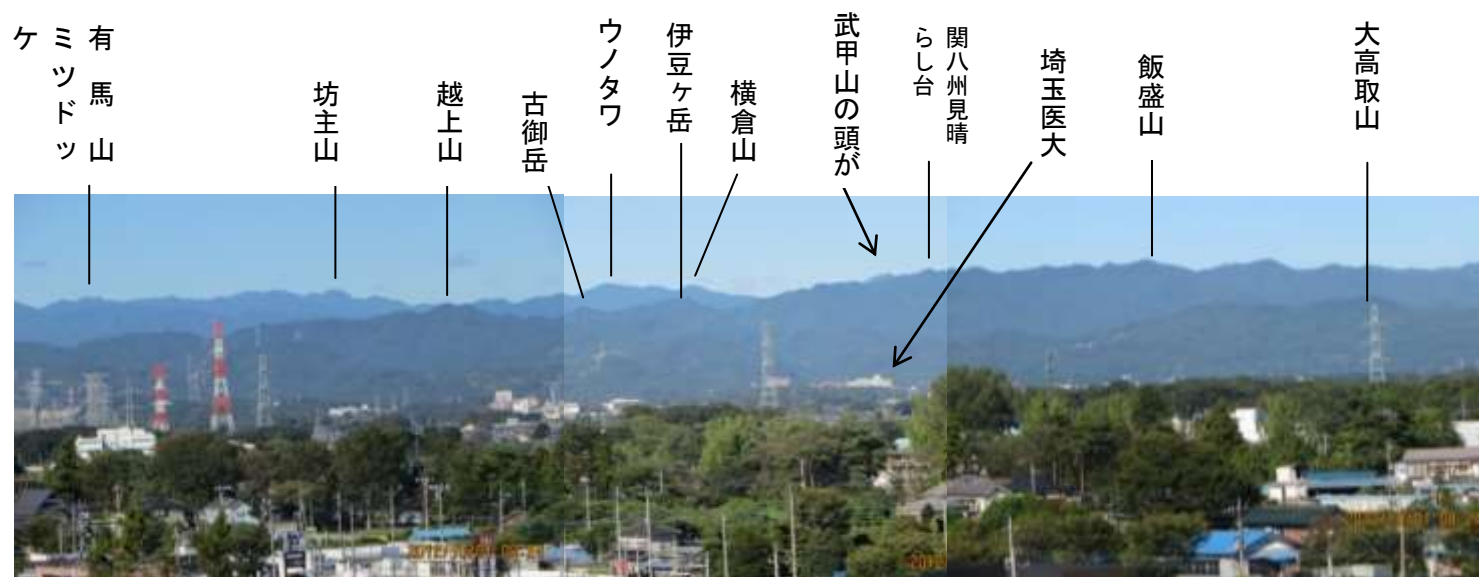 有馬山
ミツドッ
ケ
坊主山
越上山
古御岳
ウノタワ
伊豆ヶ岳
横倉山
武甲山の頭が
関八州見晴
らし台
埼玉医大
飯盛山
大高取山